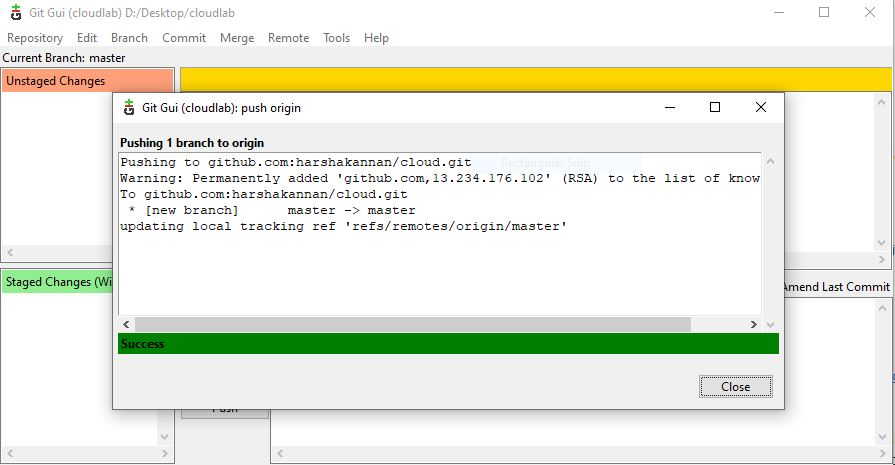 Git Gui (cloudlab) D:/Desktop/cloudlab
Repository Edit Branch Commit Merge Remote Tools Help
Current Branch: master
Unstaged Changes
Git Gui (cloudlab): push origin
Pushing 1 branch to origin
Pushing to github.com:harshakannan/cloud.git
Rectangular Snip
Warning: Permanently added 'github.com,13.234.176.102' (RSA) to the list of know
To github.com:harshakannan/cloud.git
* [new branch] master -> master
updating local tracking ref 'refs/remotes/origin/master'
Staged Changes (Wi
Amend Last Commit
Success
Close
Push